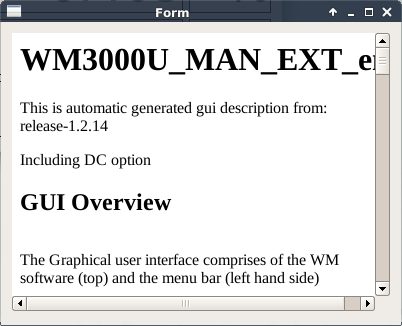 Form
WM3000U_MAN_EXT_e
This is automatic generated gui description from:
release-1.2.14
Including DC option
GUI Overview
The Graphical user interface comprises of the WM
software (top) and the menu bar (left hand side)